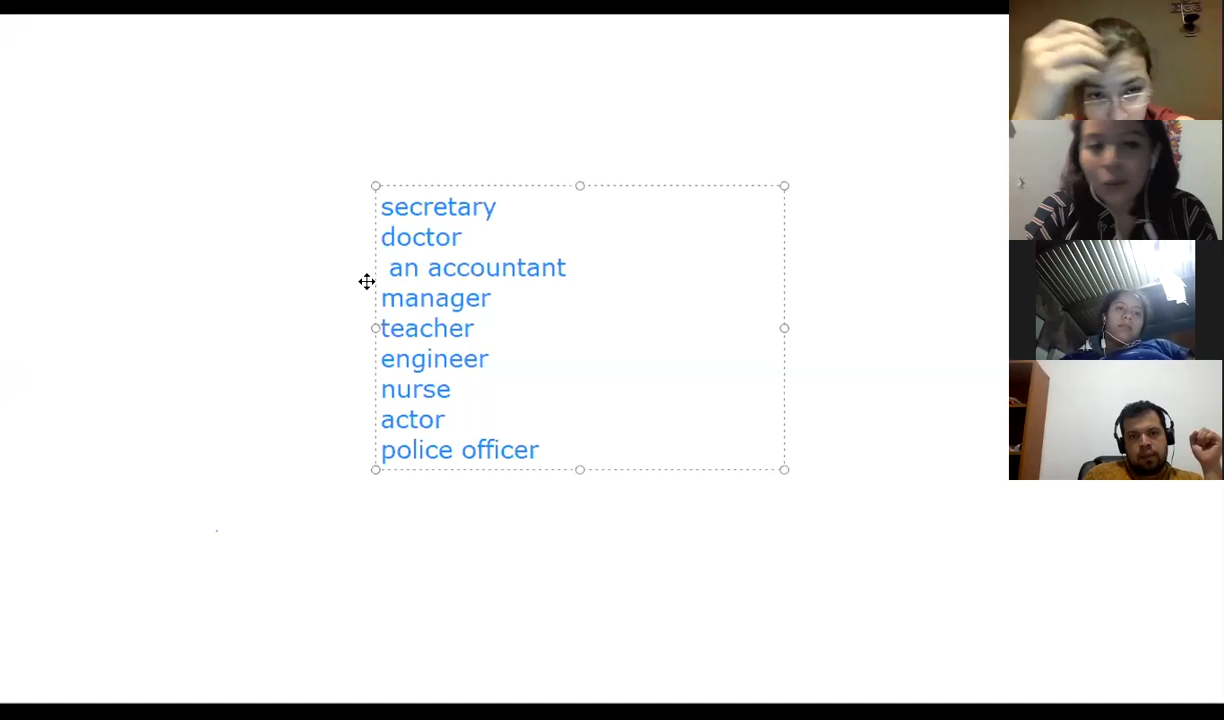 secretary
doctor
an accountant
manager
teacher
engineer
nurse
actor
police officer